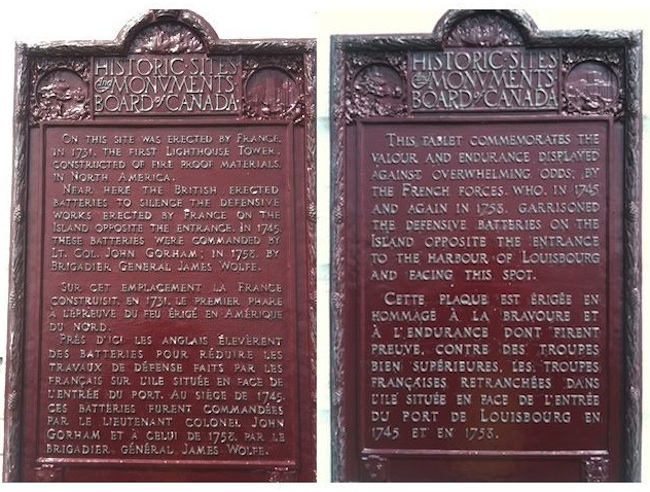 HISTORIC SITES
and MONVMENTS
BOARD of CANADA
ON THIS SITE WAS ERECTED BY FRANCE,
IN 1731, THE FIRST LIGHTHOUSE TOWER,
CONSTRUCTED OF FIRE PROOF MATERIALS,
IN NORTH AMERICA.
NEAR HERE THE BRITISH ERECTED
BATTERIES TO SILENCE THE DEFENSIVE
WORKS ERECTED BY FRANCE ON THE
ISLAND OPPOSITE THE ENTRANCE. IN 1745,
THESE BATTERIES WERE COMMANDED BY
LT. COL. JOHN GORHAM; IN 1758, BY
BRIGADIER GENERAL JAMES WOLFE.
SUR CET EMPLACEMENT LA FRANCE
CONSTRUISIT, EN 1731, LE PREMIER PHARE
À L'ÉPREUVE DU FEU ÉRIGÉ EN AMÉRIQUE
DU NORD.
PRÈS D'ICI LES ANGLAIS ÉLEVÈRENT
DES BATTERIES POUR RÉDUIRE LES
TRAVAUX DE DÉFENSE FAITS PAR LES
FRANÇAIS SUR L'ILE SITUÉE EN FACE DE
L'ENTRÉE DU PORT. AU SIÈGE DE 1745,
CES BATTERIES FURENT COMMANDÉES
PAR LE LIEUTENANT COLONEL JOHN
GORHAM ET À CELUI DE 1758, PAR LE
BRIGADIER GÉNÉRAL JAMES WOLFE.
HISTORIC SITES
and MONVMENTS
BOARD of CANADA
THIS TABLET COMMEMORATES THE
VALOUR AND ENDURANCE DISPLAYED
AGAINST OVERWHELMING ODDS, BY
THE FRENCH FORCES, WHO, IN 1745
AND AGAIN IN 1758, GARRISONED
THE DEFENSIVE BATTERIES ON THE
ISLAND OPPOSITE THE ENTRANCE
TO THE HARBOUR OF LOUISBOURG
AND FACING THIS SPOT.
CETTE PLAQUE EST ÉRIGÉE EN
HOMMAGE À LA BRAVOURE ET
À L'ENDURANCE DONT FIRENT
PREUVE, CONTRE DES TROUPES
BIEN SUPÉRIEURES, LES TROUPES
FRANÇAISES RETRANCHÉES DANS
L'ILE SITUÉE EN FACE DE L'ENTRÉE
DU PORT DE LOUISBOURG EN
1745 ET EN 1758.